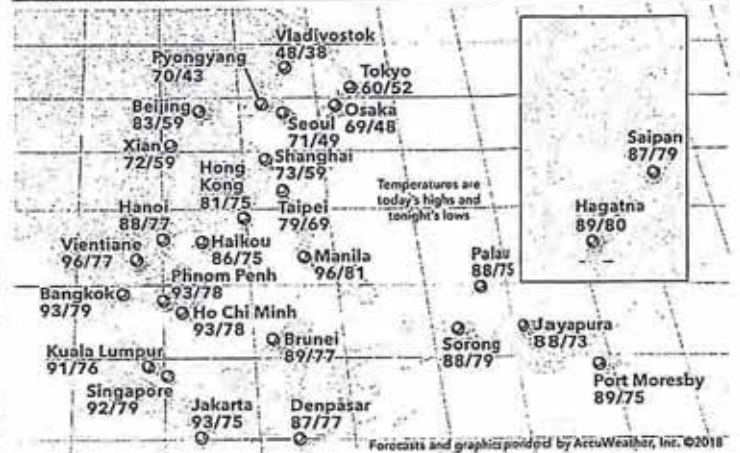 Vladivostok
48/38
Pyongyang
70/43
Tokyo
60/52
Beijing
83/59
Osaka
69/48
Seoul
71/49
Xian
72/59
Shanghai
73/59
Hong
Kong
81/75
Saipan
87/79
Temperatures are
today's highs and
tonight's lows
Taipei
79/69
Hagatna
89/80
Hanoi
88/77
Haikou
86/75
Vientiane
96/77
Manila
96/81
Palau
88/75
Phnom Penh
93/78
Bangkok
93/79
Ho Chi Minh
93/78
Brunei
89/77
Sorong
88/79
Jayapura
88/73
Kuala Lumpur
91/76
Singapore
92/79
Port Moresby
89/75
Jakarta
93/75
Denpasar
87/77
Forecasts and graphics provided by AccuWeather, Inc. ©2018